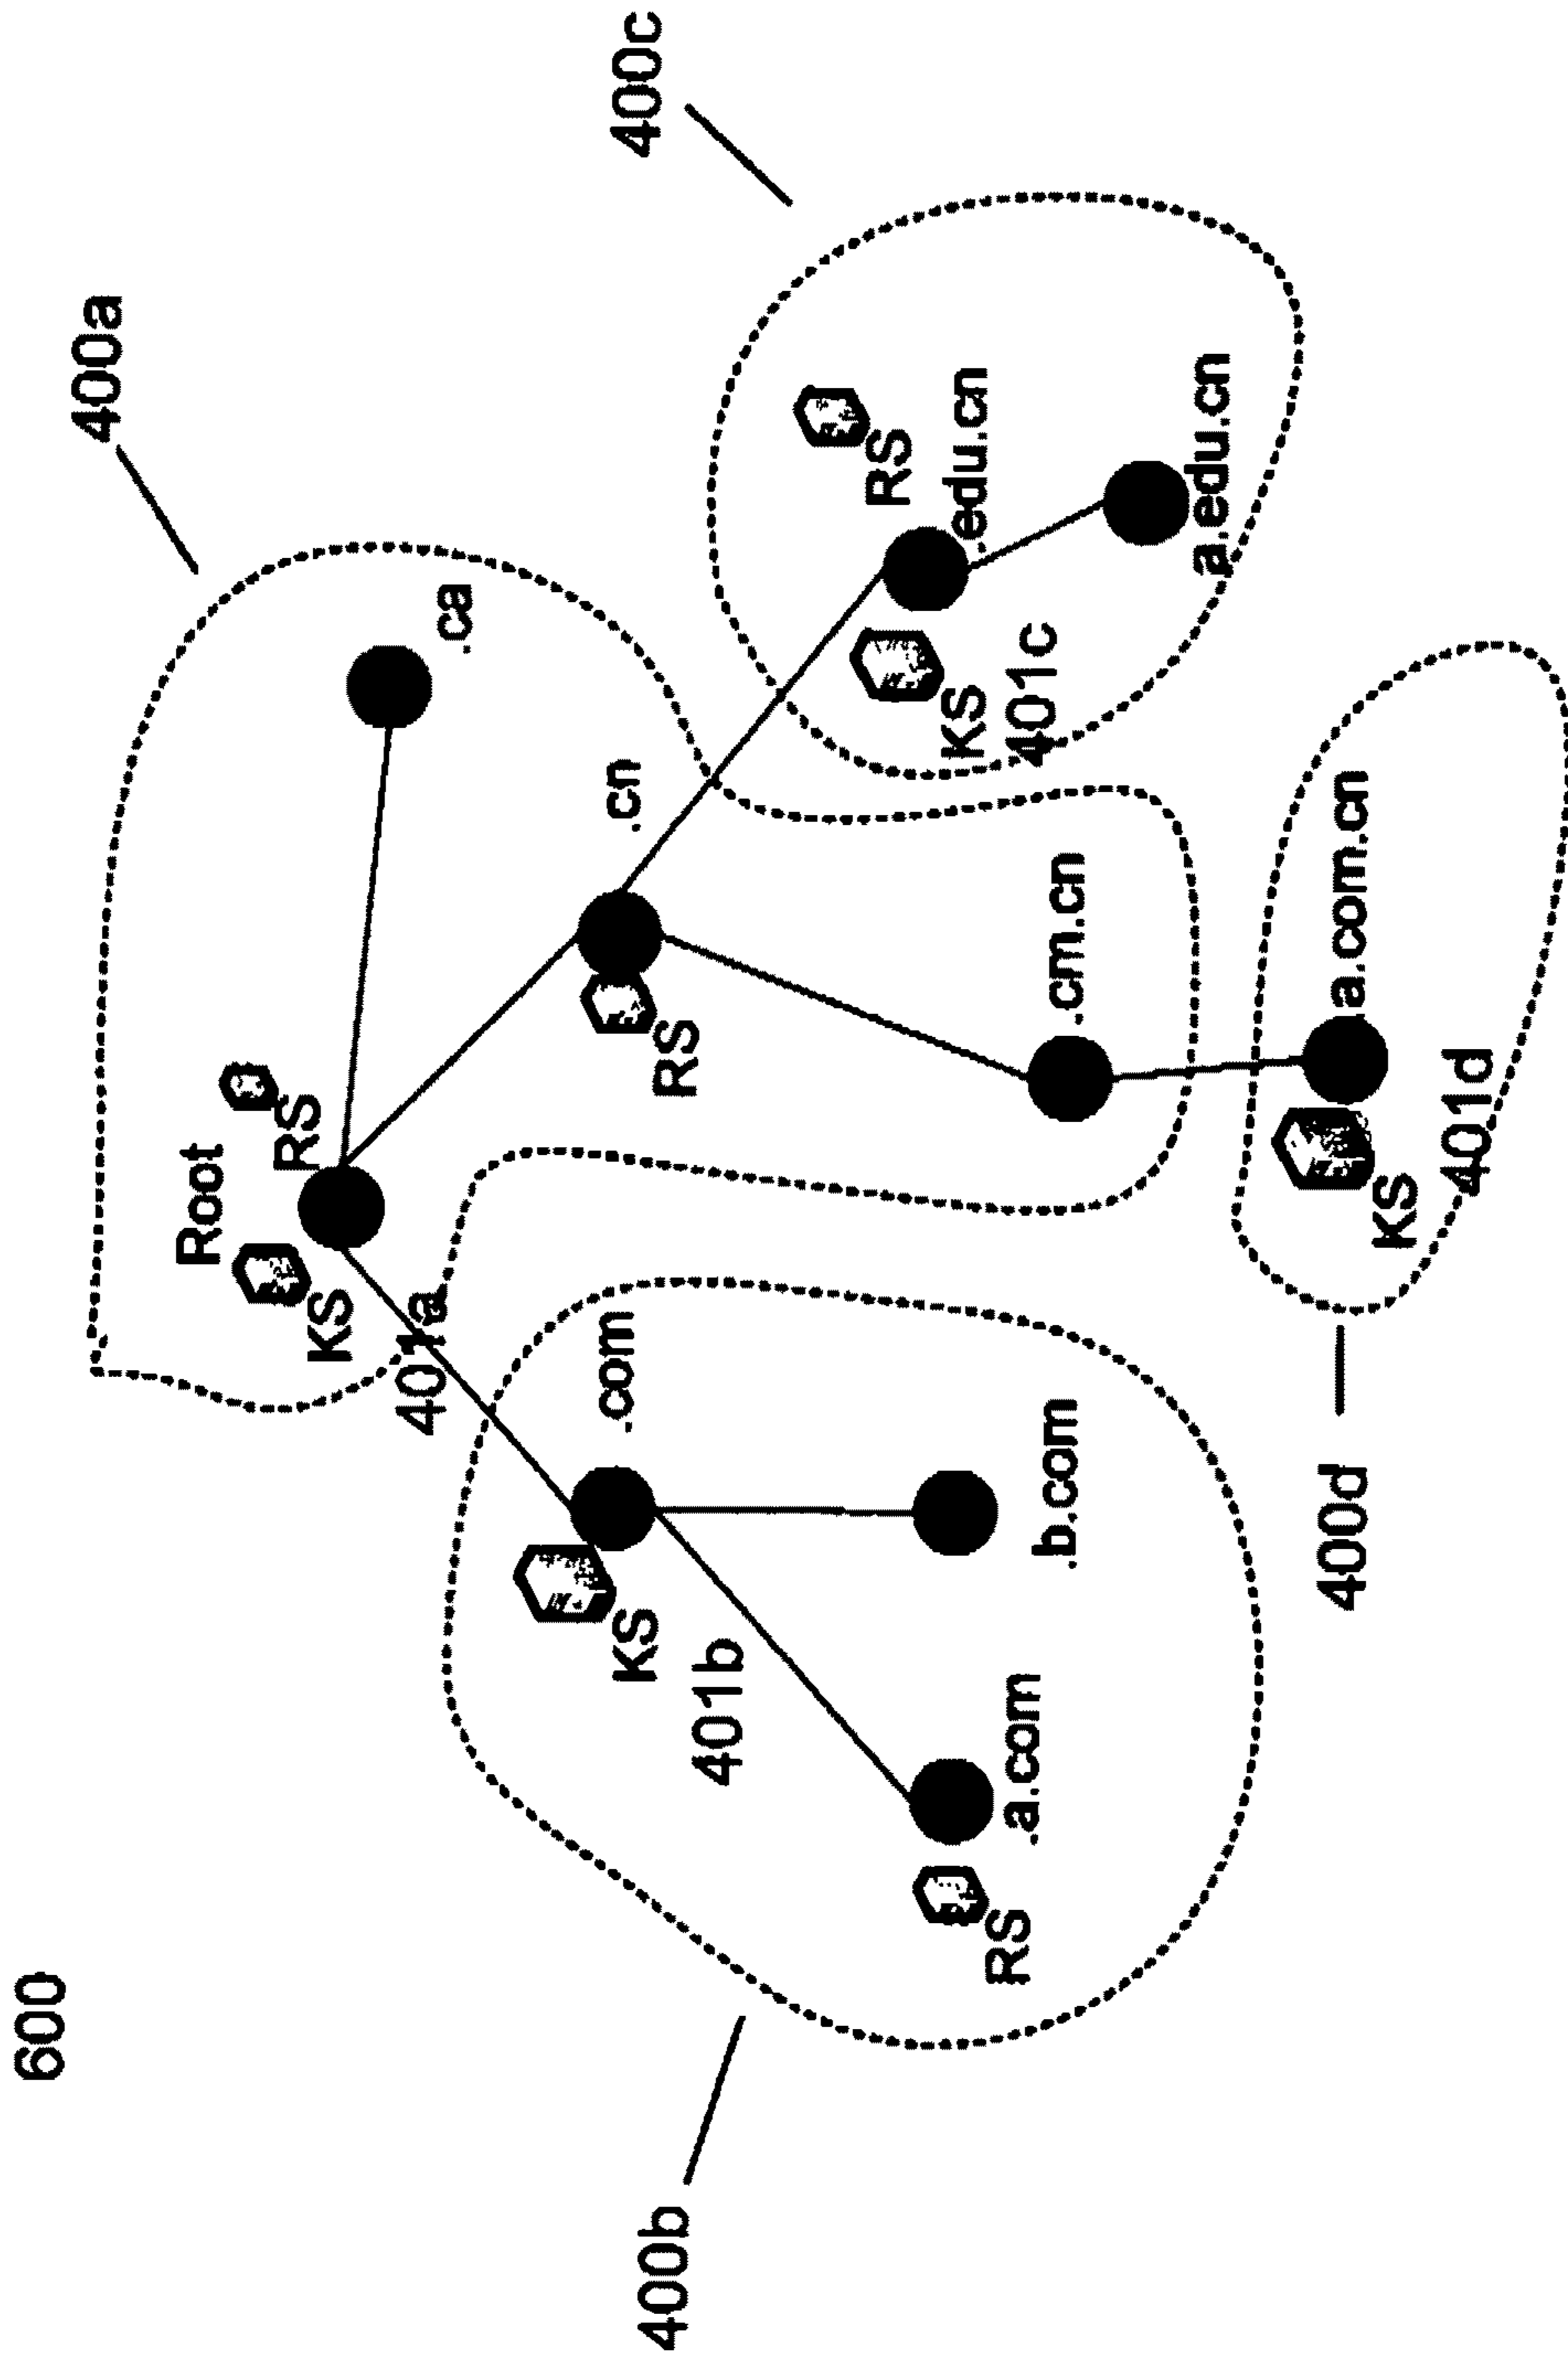 600
400a
Root
KS
RS
401a
.ca
.cn
RS
400b
.com
KS
401b
.a.com
RS
.b.com
400c
RS
.edu.cn
KS
401c
a.edu.cn
.cm.cn
a.com.cn
KS
401d
400d